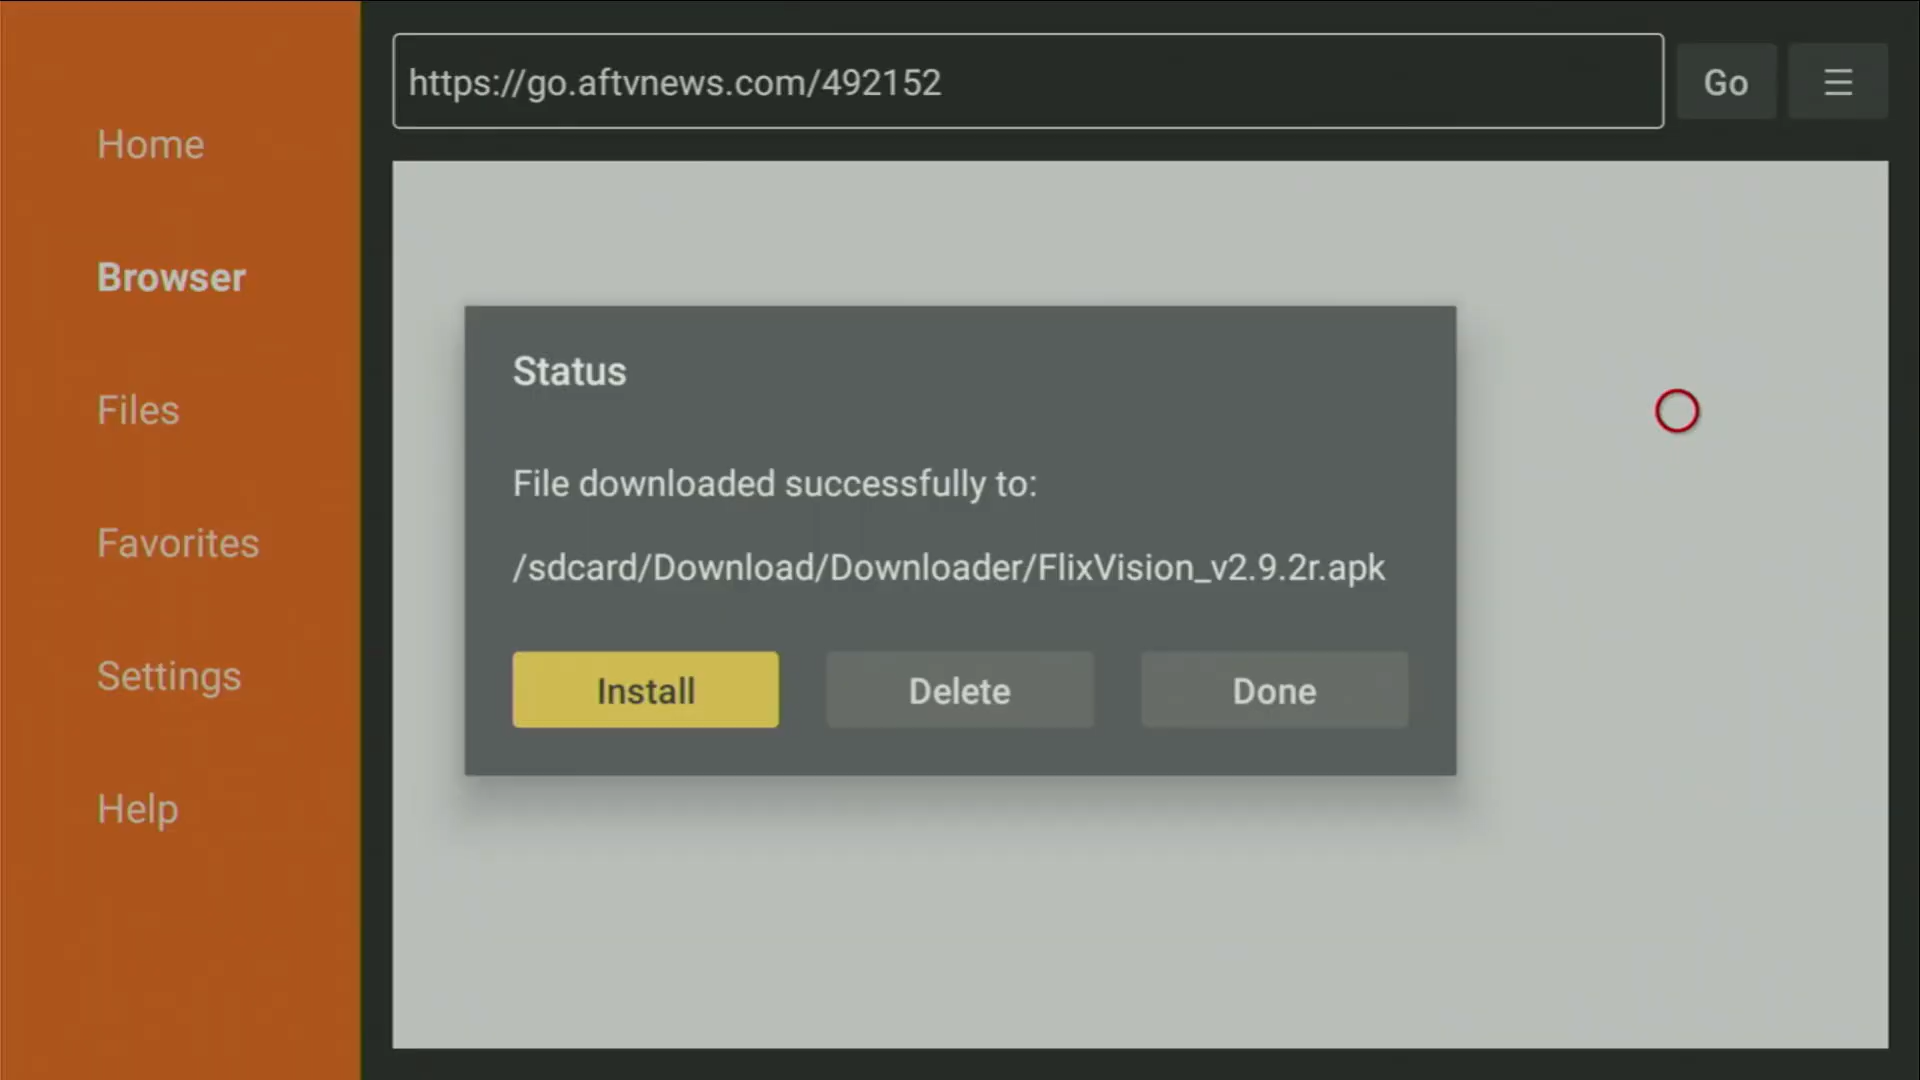 https://go.aftvnews.com/492152
Go
Home
Browser
Files
Favorites
Settings
Help
Status
File downloaded successfully to:
/sdcard/Download/Downloader/FlixVision_v2.9.2r.apk
Install
Delete
Done